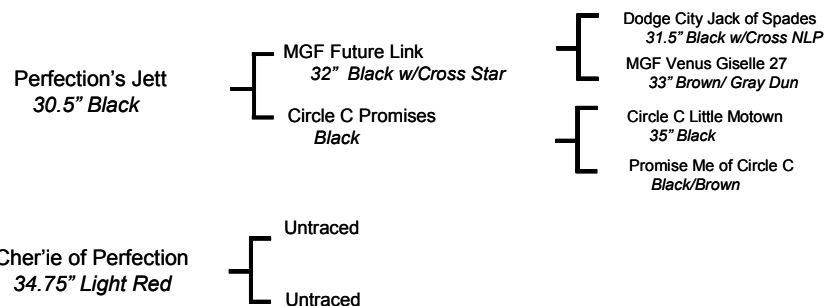 Perfection's Jett
30.5” Black
MGF Future Link
32” Black w/Cross Star
Circle C Promises
Black
Dodge City Jack of Spades
31.5” Black w/Cross NLP
MGF Venus Giselle 27
33” Brown/ Gray Dun
Circle C Little Motown
35” Black
Promise Me of Circle C
Black/Brown
Cher'ie of Perfection
34.75” Light Red
Untraced
Untraced